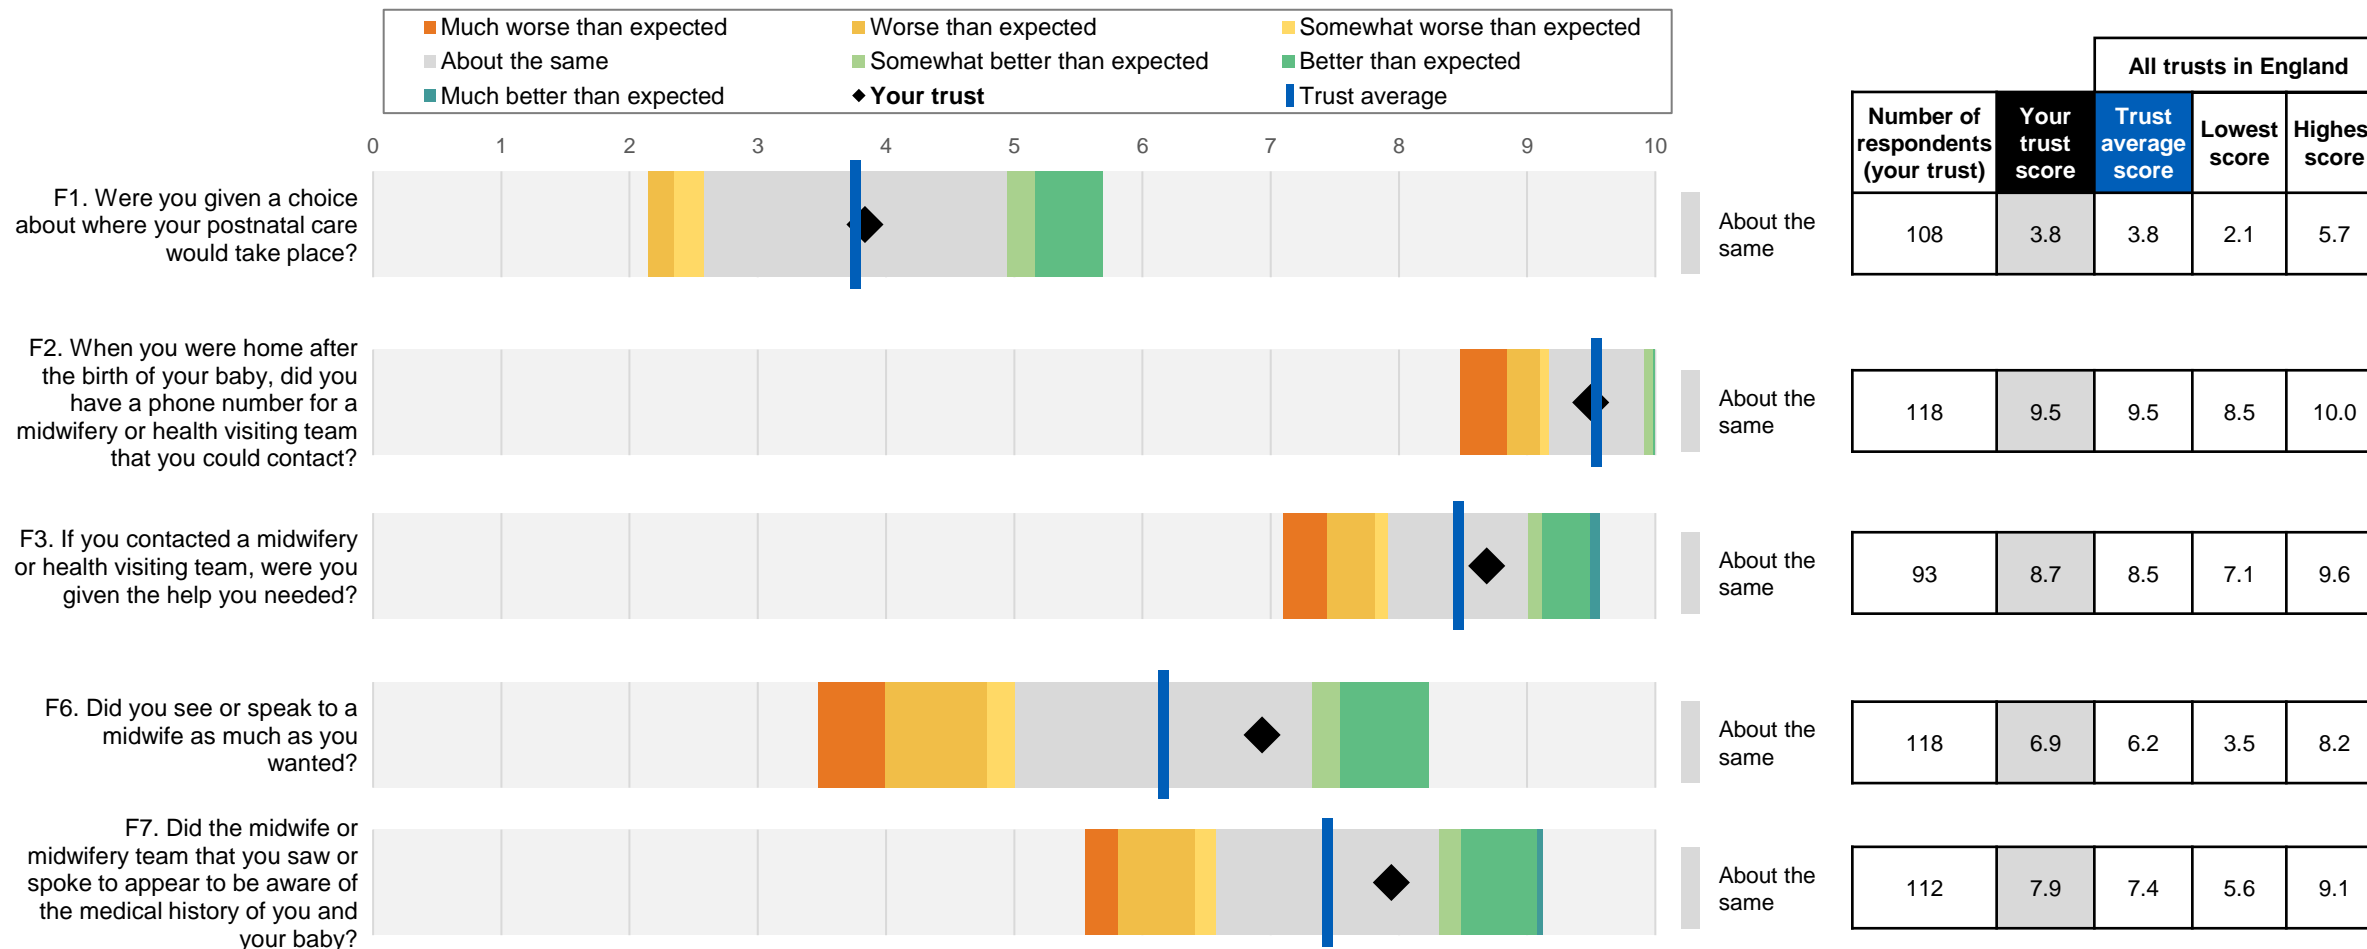 Much worse than expected
Worse than expected
Somewhat worse than expected
About the same
Somewhat better than expected
Better than expected
Much better than expected
Your trust
Trust average
All trusts in England
Number of
respondents
(your trust)
Your
trust
score
Trust
average
score
Lowest
score
Highes
score
0 1 2 3 4 5 6 7 8 9 10
F1. Were you given a choice
about where your postnatal care
would take place?
About the
same
108 3.8 3.8 2.1 5.7
F2. When you were home after
the birth of your baby, did you
have a phone number for a
midwifery or health visiting team
that you could contact?
About the
same
118 9.5 9.5 8.5 10.0
F3. If you contacted a midwifery
or health visiting team, were you
given the help you needed?
About the
same
93 8.7 8.5 7.1 9.6
F6. Did you see or speak to a
midwife as much as you
wanted?
About the
same
118 6.9 6.2 3.5 8.2
F7. Did the midwife or
midwifery team that you saw or
spoke to appear to be aware of
the medical history of you and
your baby?
About the
same
112 7.9 7.4 5.6 9.1